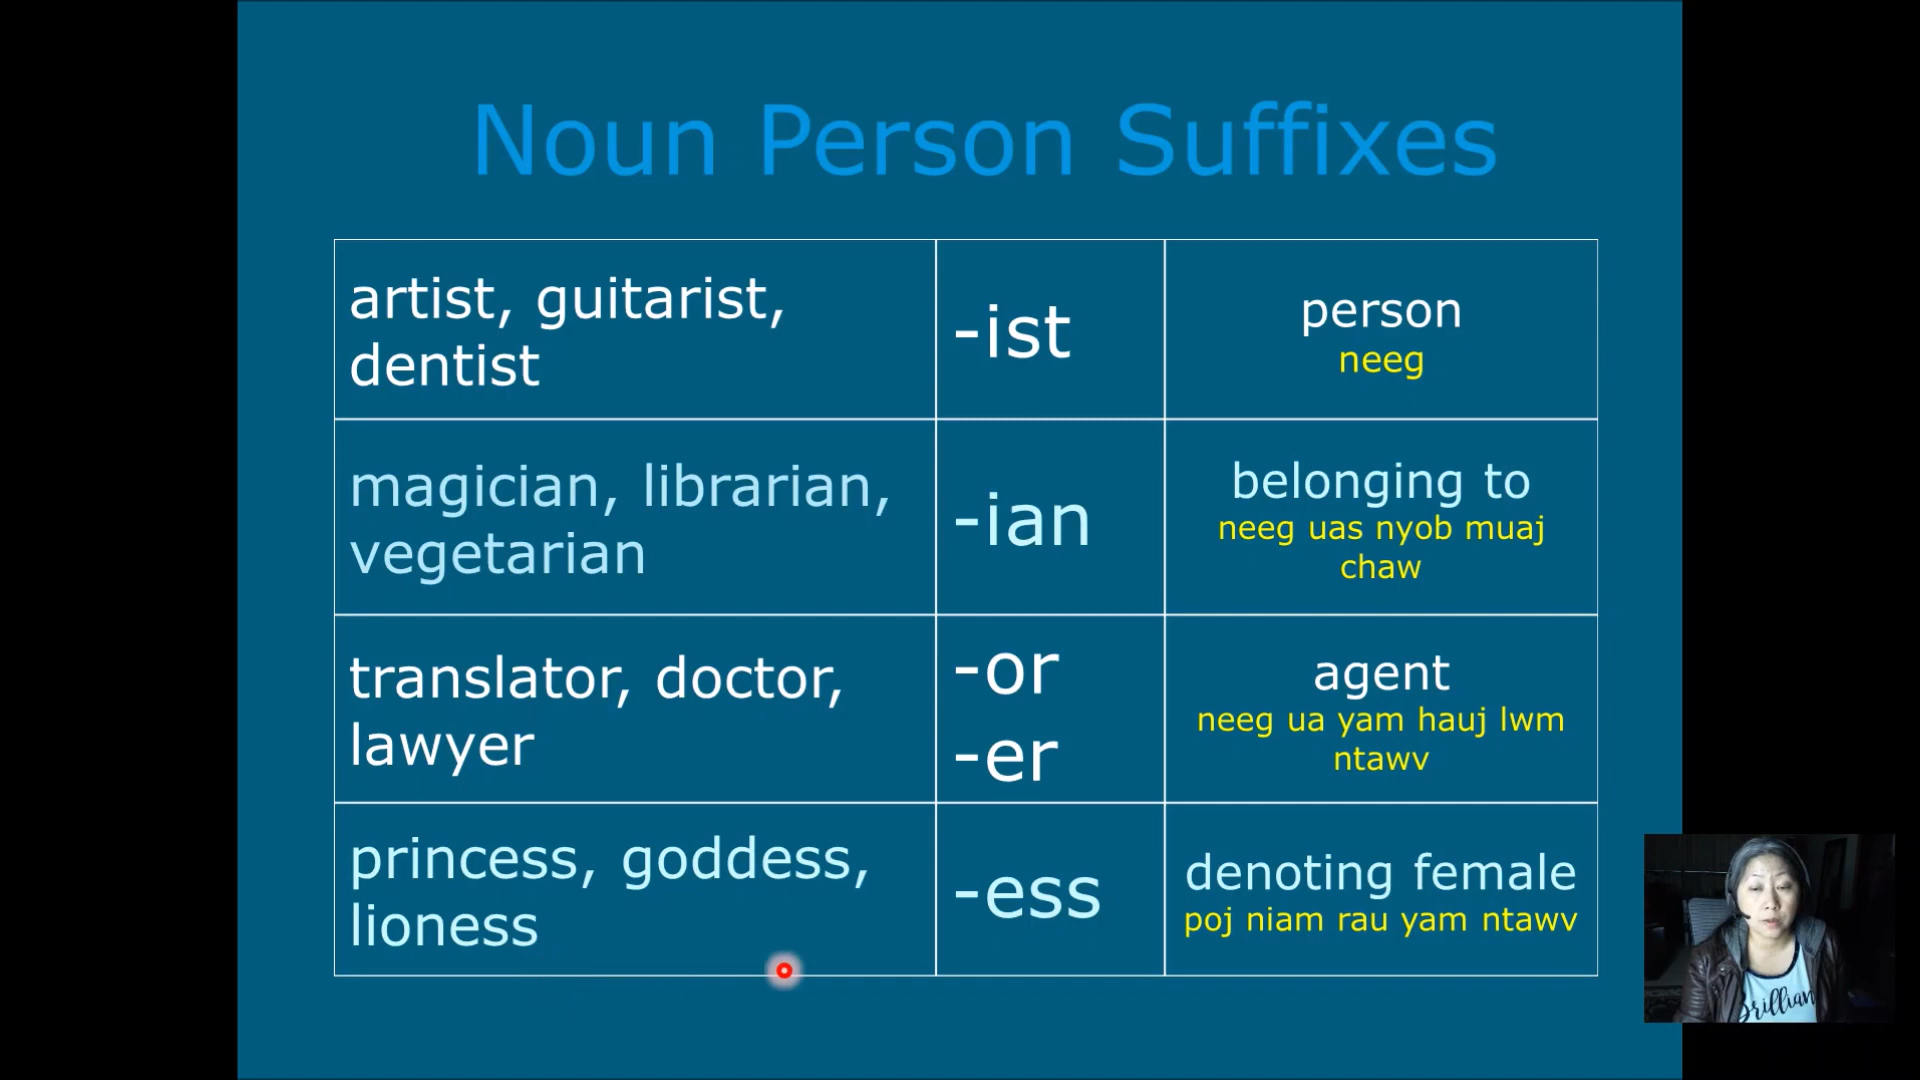 Noun Person Suffixes
artist, guitarist,
dentist
-ist
person
neeg
magician, librarian,
vegetarian
-ian
belonging to
neeg uas nyob muaj
chaw
translator, doctor,
lawyer
-or
-er
agent
neeg ua yam hauj lwm
ntawv
princess, goddess,
lioness
-ess
denoting female
poj niam rau yam ntawv